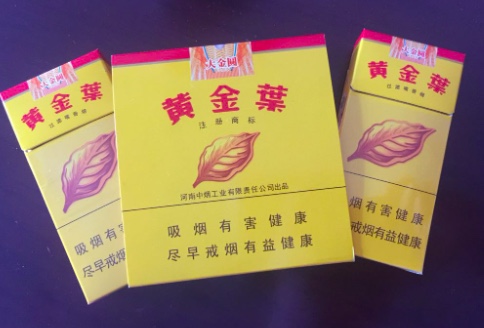 黄金葉
注册商标
吸烟有害
尽早戒烟
大金圆
黄金葉
注册商标
河南中烟工业有限责任公司出品
吸烟有害健康
尽早戒烟有益健康
黄金葉
烟有害健康
戒烟有益健康